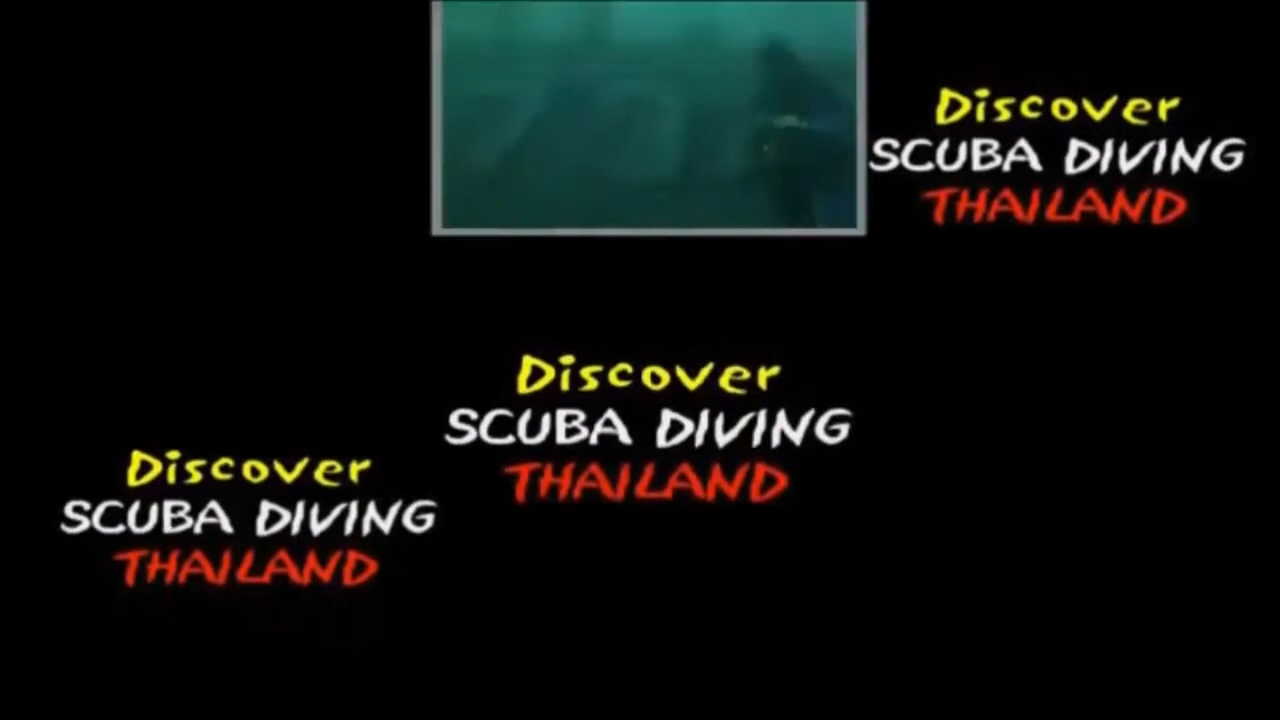 Discover
SCUBA DIVING
THAILAND
Discover
SCUBA DIVING
THAILAND
Discover
SCUBA DIVING
THAILAND